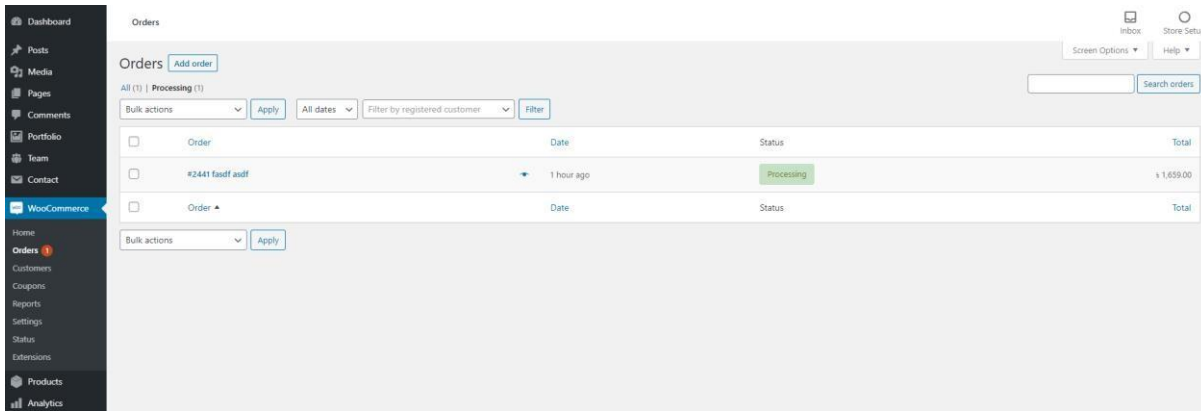 Dashboard
Posts
Media
Pages
Comments
Portfolio
Team
Contact
WooCommerce
Home
Orders 1
Customers
Coupons
Reports
Settings
Status
Extensions
Products
Analytics
Orders
Inbox
Store Setu
Screen Options ▼
Help ▼
Orders Add order
Search orders
All (1) | Processing (1)
Bulk actions Apply All dates Filter by registered customer Filter
Order Date Status Total
#2441 fasdf asdf 1 hour ago Processing 1,659.00
Order ▲ Date Status Total
Bulk actions Apply